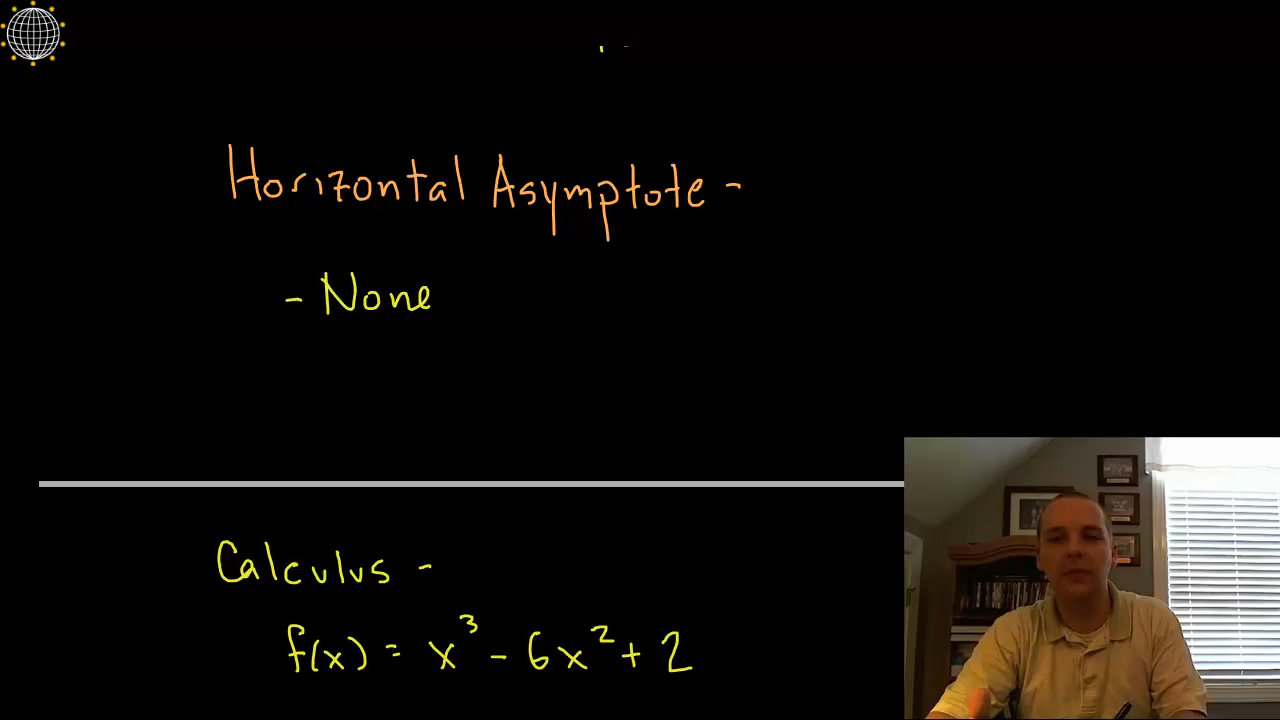 Horizontal Asymptote -
- None
Calculus -
f(x) = x³ - 6x² + 2